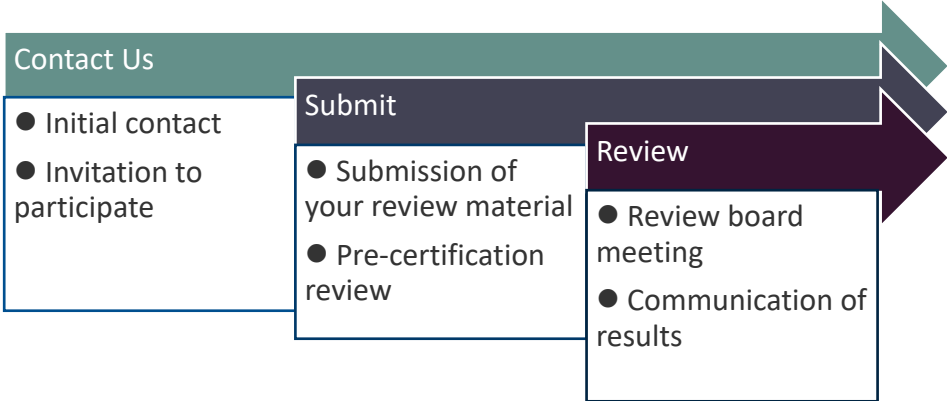 Contact Us
● Initial contact
● Invitation to
participate
Submit
● Submission of
your review material
● Pre-certification
review
Review
● Review board
meeting
● Communication of
results